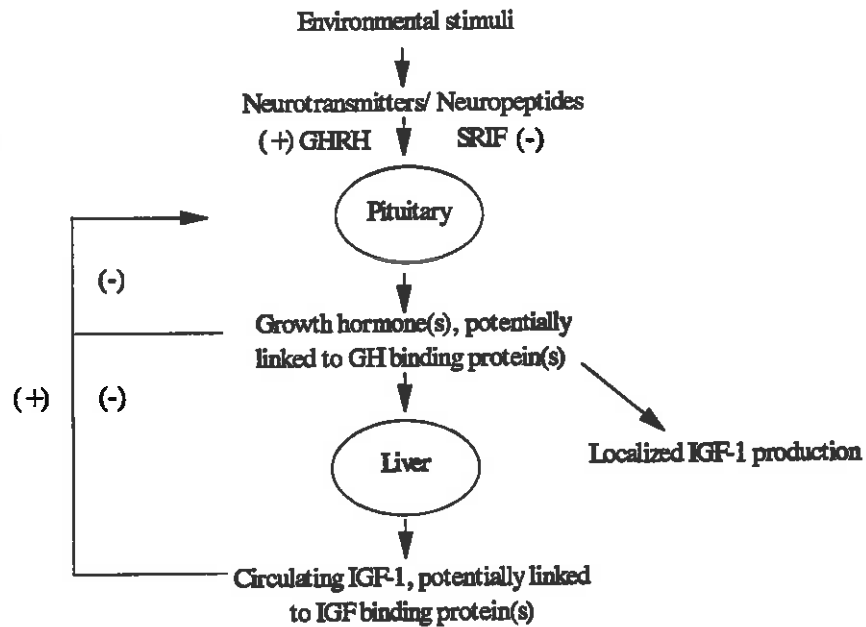 Environmental stimuli
Neurotransmitters/ Neuropeptides
(+) GHRH SRIF (-)
Pituitary
(-)
Growth hormone(s), potentially
linked to GH binding protein(s)
(+) (-)
Localized IGF-1 production
Liver
Circulating IGF-1, potentially linked
to IGF binding protein(s)